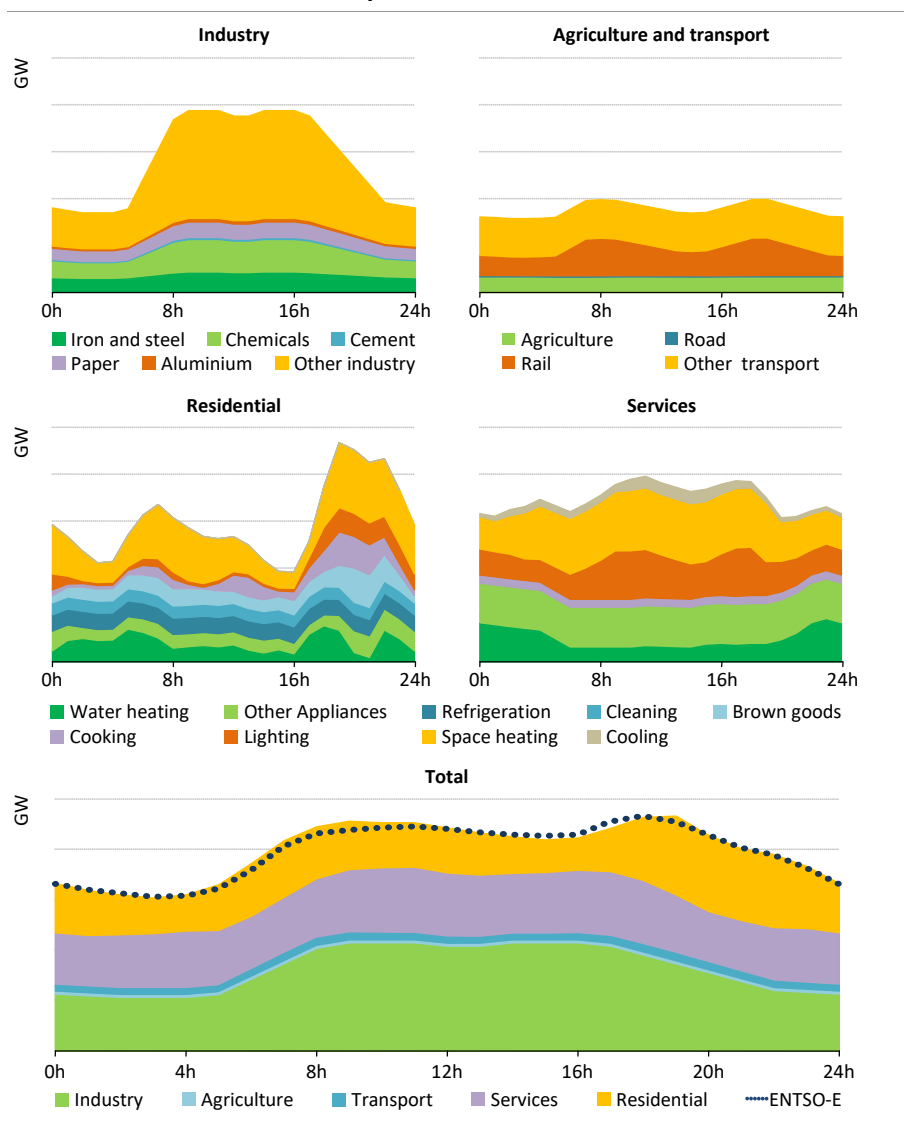 Industry
Agriculture and transport
GW
0h 8h 16h 24h
0h 8h 16h 24h
Iron and steel Chemicals Cement
Paper Aluminium Other industry
Agriculture Road
Rail Other transport
Residential
Services
GW
0h 8h 16h 24h
0h 8h 16h 24h
Water heating Other Appliances Refrigeration Cleaning Brown goods
Cooking Lighting Space heating Cooling
Total
GW
0h 4h 8h 12h 16h 20h 24h
Industry Agriculture Transport Services Residential ENTSO-E